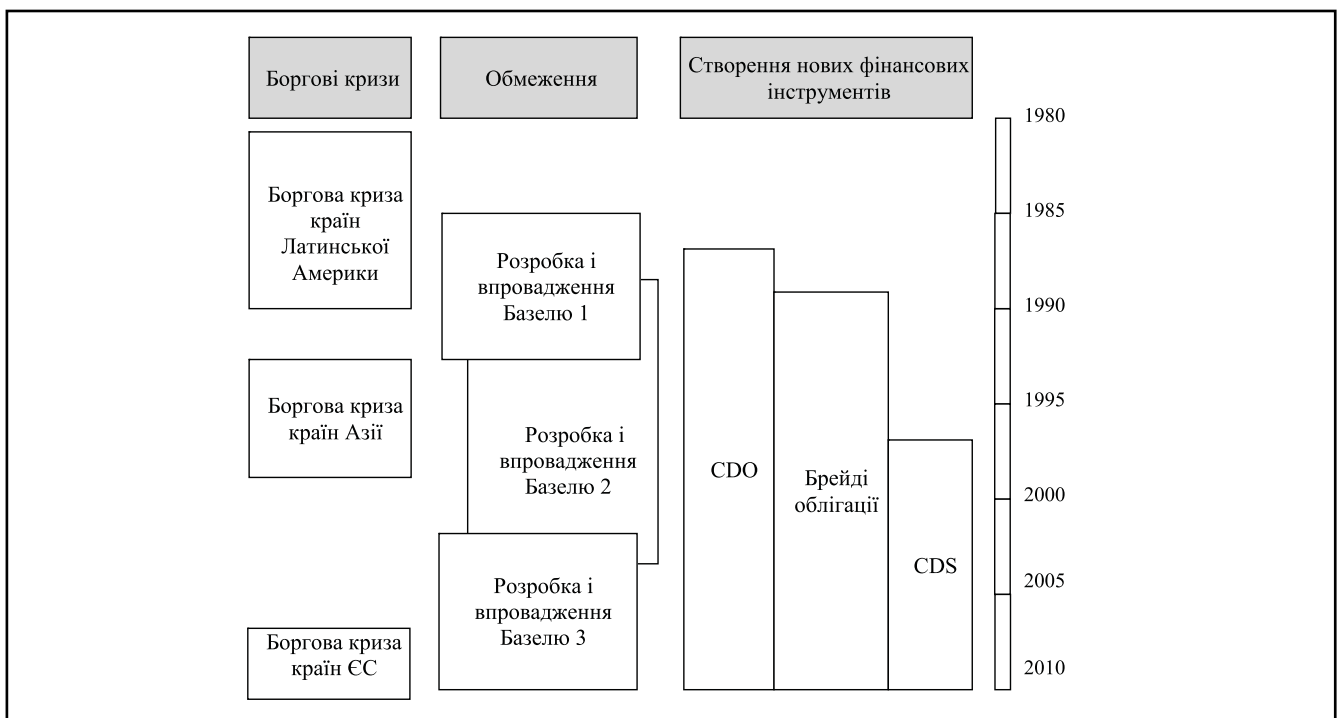 Боргові кризи
Обмеження
Створення нових фінансових
інструментів
Боргова криза
країн
Латинської
Америки
Боргова криза
країн Азії
Боргова криза
країн ЄС
Розробка і
впровадження
Базелю 1
Розробка і
впровадження
Базелю 2
Розробка і
впровадження
Базелю 3
CDO
Брейді
облігації
CDS
1980
1985
1990
1995
2000
2005
2010